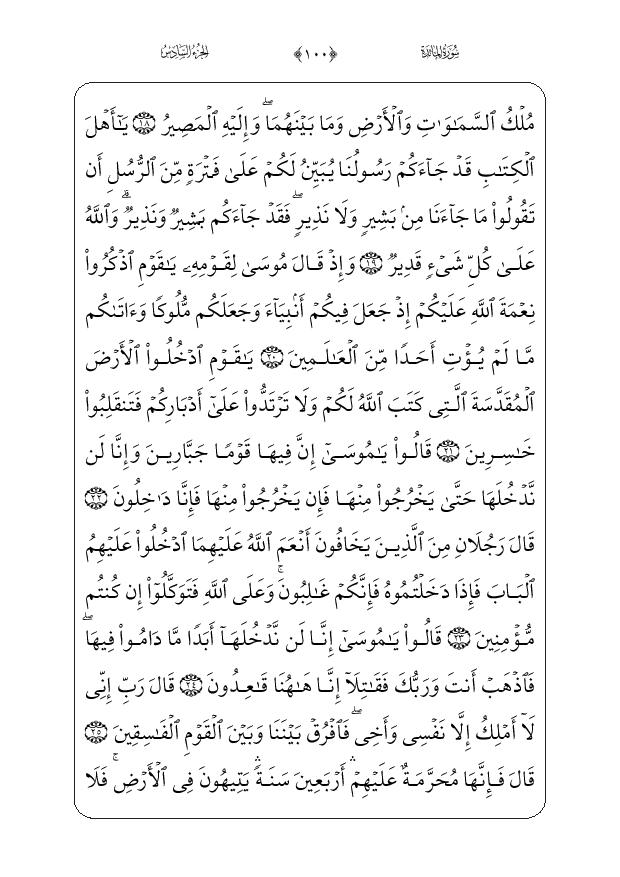 سُورَةُ المَائدة ﴿١٠٠﴾ الجزءُ السَّادس
مُلۡكُ ٱلسَّمَٰوَٰتِ وَٱلۡأَرۡضِ وَمَا بَيۡنَهُمَاۖ وَإِلَيۡهِ ٱلۡمَصِيرُ ١٨ يَٰٓأَهۡلَ
ٱلۡكِتَٰبِ قَدۡ جَآءَكُمۡ رَسُولُنَا يُبَيِّنُ لَكُمۡ عَلَىٰ فَتۡرَةٖ مِّنَ ٱلرُّسُلِ أَن
تَقُولُواْ مَا جَآءَنَا مِنۢ بَشِيرٖ وَلَا نَذِيرٖۖ فَقَدۡ جَآءَكُم بَشِيرٞ وَنَذِيرٞۗ وَٱللَّهُ
عَلَىٰ كُلِّ شَيۡءٖ قَدِيرٞ ١٩ وَإِذۡ قَالَ مُوسَىٰ لِقَوۡمِهِۦ يَٰقَوۡمِ ٱذۡكُرُواْ
نِعۡمَةَ ٱللَّهِ عَلَيۡكُمۡ إِذۡ جَعَلَ فِيكُمۡ أَنۢبِيَآءَ وَجَعَلَكُم مُّلُوكٗا وَءَاتَىٰكُم
مَّا لَمۡ يُؤۡتِ أَحَدٗا مِّنَ ٱلۡعَٰلَمِينَ ٢٠ يَٰقَوۡمِ ٱدۡخُلُواْ ٱلۡأَرۡضَ
ٱلۡمُقَدَّسَةَ ٱلَّتِي كَتَبَ ٱللَّهُ لَكُمۡ وَلَا تَرۡتَدُّواْ عَلَىٰٓ أَدۡبَارِكُمۡ فَتَنقَلِبُواْ
خَٰسِرِينَ ٢١ قَالُواْ يَٰمُوسَىٰٓ إِنَّ فِيهَا قَوۡمٗا جَبَّارِينَ وَإِنَّا لَن
نَّدۡخُلَهَا حَتَّىٰ يَخۡرُجُواْ مِنۡهَا فَإِن يَخۡرُجُواْ مِنۡهَا فَإِنَّا دَٰخِلُونَ ٢٢
قَالَ رَجُلَانِ مِنَ ٱلَّذِينَ يَخَافُونَ أَنۡعَمَ ٱللَّهُ عَلَيۡهِمَا ٱدۡخُلُواْ عَلَيۡهِمُ
ٱلۡبَابَ فَإِذَا دَخَلۡتُمُوهُ فَإِنَّكُمۡ غَٰلِبُونَۚ وَعَلَى ٱللَّهِ فَتَوَكَّلُوٓاْ إِن كُنتُم
مُّؤۡمِنِينَ ٢٣ قَالُواْ يَٰمُوسَىٰٓ إِنَّا لَن نَّدۡخُلَهَآ أَبَدٗا مَّا دَامُواْ فِيهَا ۖ
فَٱذۡهَبۡ أَنتَ وَرَبُّكَ فَقَٰتِلَآ إِنَّا هَٰهُنَا قَٰعِدُونَ ٢٤ قَالَ رَبِّ إِنِّي
لَآ أَمۡلِكُ إِلَّا نَفۡسِي وَأَخِيۖ فَٱفۡرُقۡ بَيۡنَنَا وَبَيۡنَ ٱلۡقَوۡمِ ٱلۡفَٰسِقِينَ ٢٥
قَالَ فَإِنَّهَا مُحَرَّمَةٌ عَلَيۡهِمۡۛ أَرۡبَعِينَ سَنَةٗۛ يَتِيهُونَ فِي ٱلۡأَرۡضِۚ فَلَا